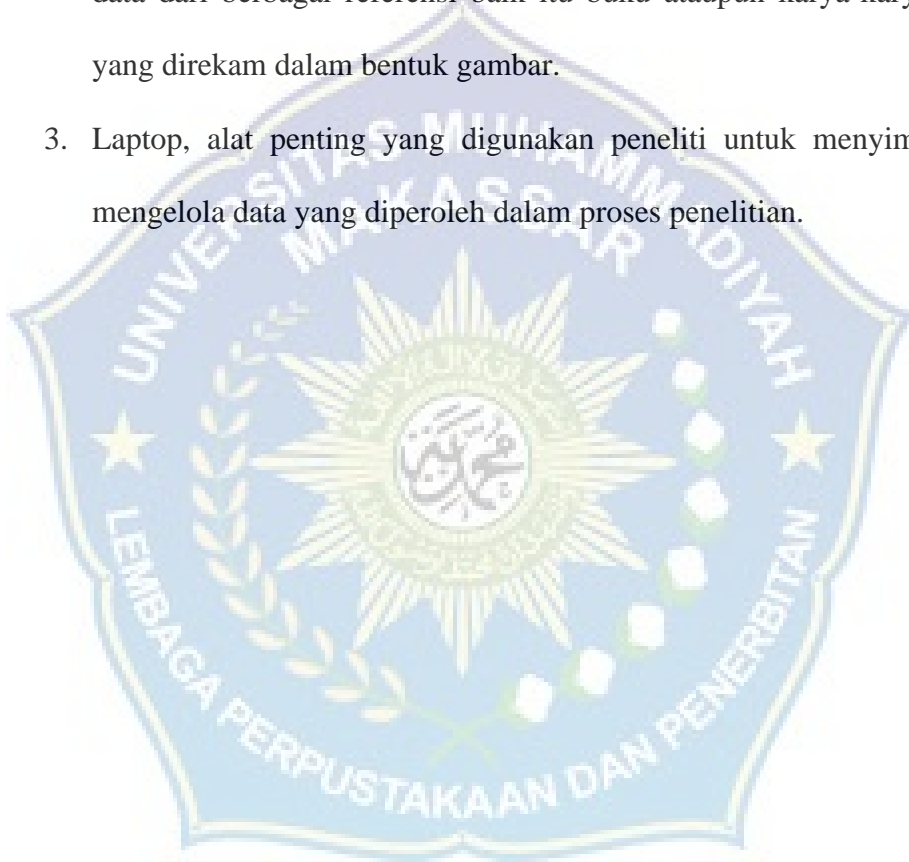 yang direkam dalam bentuk gambar.
3. Laptop, alat penting yang digunakan peneliti untuk
mengelola data yang diperoleh dalam proses penelitian.
UNIVERSITAS MUHAMMADIYAH
MAKASSAR
LEMBAGA PERPUSTAKAAN DAN PENERBITAN